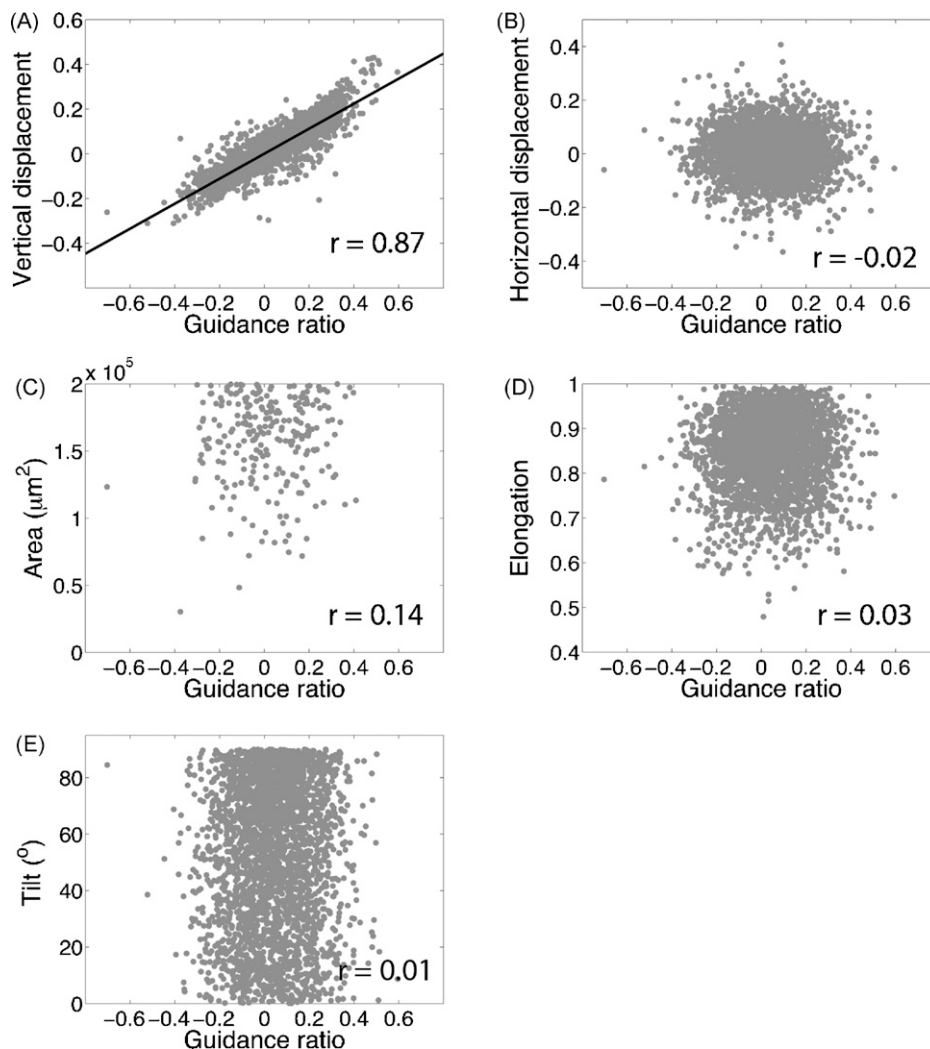 (A)
Vertical displacement
0.6
0.4
0.2
0
−0.2
−0.4
r = 0.87
−0.6 −0.4 −0.2 0 0.2 0.4 0.6
Guidance ratio
(B)
Horizontal displacement
0.4
0.2
0
−0.2
−0.4
r = -0.02
−0.6 −0.4 −0.2 0 0.2 0.4 0.6
Guidance ratio
(C)
x 10^5
Area (μm^2)
2
1.5
1
0.5
0
r = 0.14
−0.6 −0.4 −0.2 0 0.2 0.4 0.6
Guidance ratio
(D)
Elongation
1
0.9
0.8
0.7
0.6
0.5
0.4
r = 0.03
−0.6 −0.4 −0.2 0 0.2 0.4 0.6
Guidance ratio
(E)
Tilt (º)
80
60
40
20
0
r = 0.01
−0.6 −0.4 −0.2 0 0.2 0.4 0.6
Guidance ratio